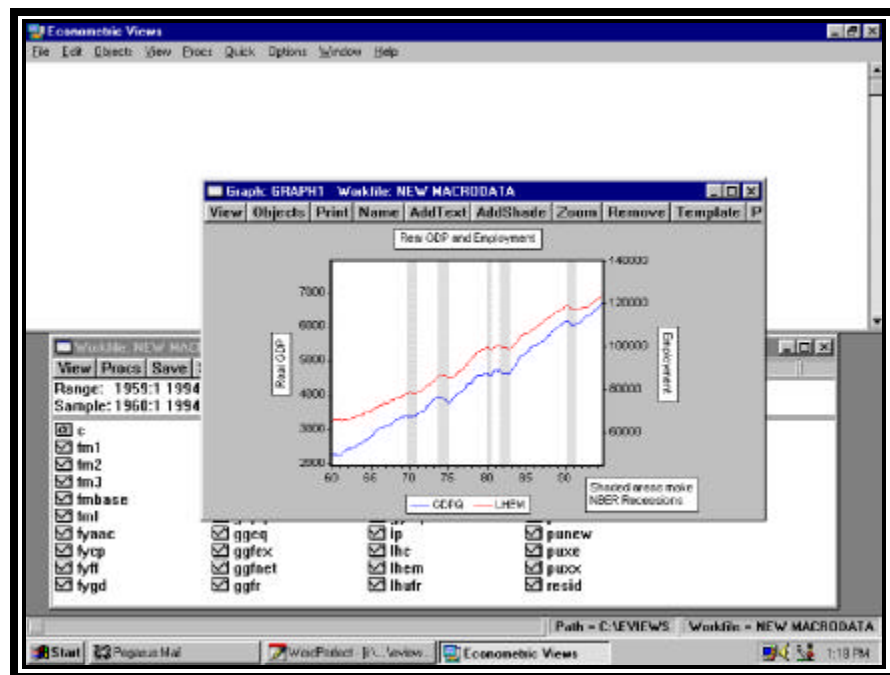 Econometric Views
File Edit Objects View Procs Quick Options Window Help
Graph: GRAPH1 Workfile: NEW MACRODATA
View Objects Print Name AddText AddShade Zoom Remove Template P
Real GDP and Employment
140000
7000
120000
6000
100000
Real GDP
5000
Employment
4000
80000
3000
60000
2000
60 65 70 75 80 85 90
GDPQ LHEM
Shaded areas make
NBER Recessions
Workfile: NEW MAC
View Procs Save
Range: 1959:1 1994
Sample: 1960:1 1994
c
fm1
fm2
fm3
fmbase
fml
fyaac
fycp
fyff
fygd
ggeq
ggfex
ggfnet
ggfr
ip
lhc
lhem
lhufr
punew
puxe
puxx
resid
Path = C:\EVIEWS Workfile = NEW MACRODATA
Start Pegasus Mail WordPerfect Econometric Views 1:18 PM